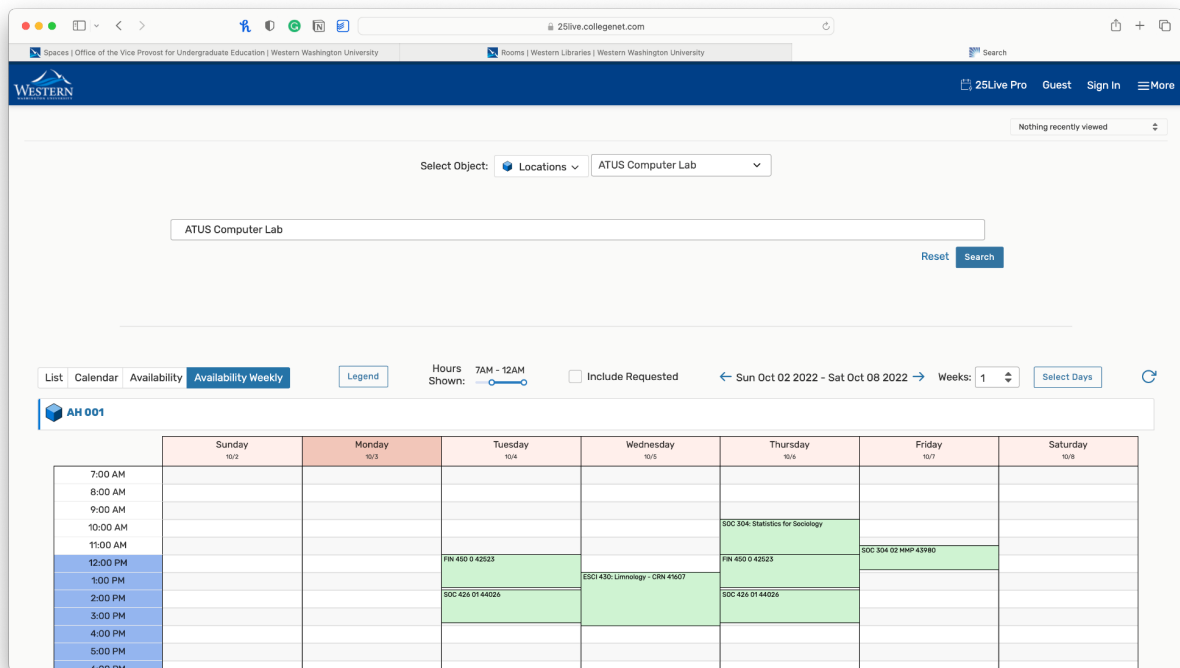 25live.collegenet.com
Spaces | Office of the Vice Provost for Undergraduate Education | Western Washington University
Rooms | Western Libraries | Western Washington University
Search
WESTERN
WASHINGTON UNIVERSITY
25Live Pro Guest Sign In More
Nothing recently viewed
Select Object: Locations ATUS Computer Lab
ATUS Computer Lab
Reset Search
List Calendar Availability Availability Weekly
Legend
Hours Shown: 7AM - 12AM
Include Requested
Sun Oct 02 2022 - Sat Oct 08 2022
Weeks: 1
Select Days
AH 001
Sunday Monday Tuesday Wednesday Thursday Friday Saturday
10/2 10/3 10/4 10/5 10/6 10/7 10/8
7:00 AM
8:00 AM
9:00 AM
10:00 AM SOC 304: Statistics for Sociology
11:00 AM SOC 304 02 MMP 43980
12:00 PM FIN 450 0 42523 FIN 450 0 42523
1:00 PM ESCI 430: Limnology - CRN 41607
2:00 PM SOC 426 01 44026 SOC 426 01 44026
3:00 PM
4:00 PM
5:00 PM